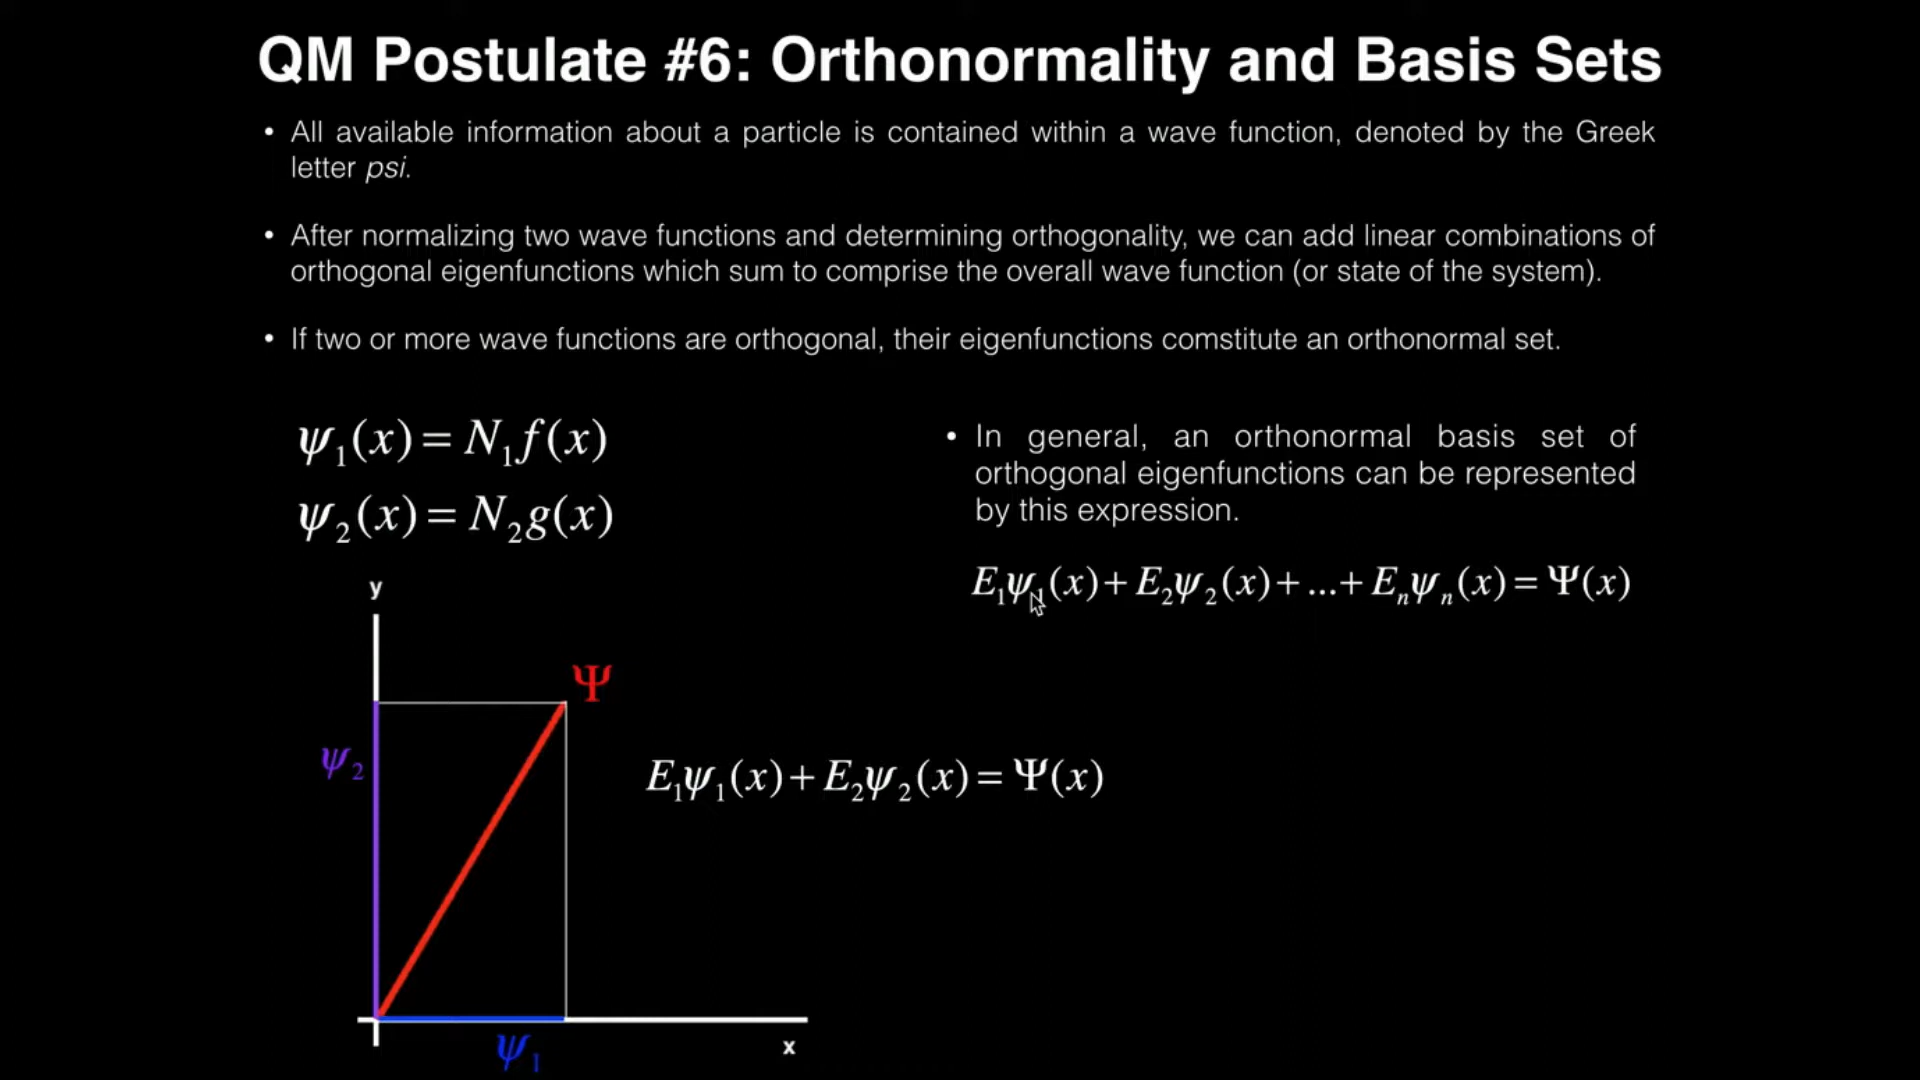 QM Postulate #6: Orthonormality and Basis Sets
• All available information about a particle is contained within a wave function, denoted by the Greek
letter psi.
• After normalizing two wave functions and determining orthogonality, we can add linear combinations of
orthogonal eigenfunctions which sum to comprise the overall wave function (or state of the system).
• If two or more wave functions are orthogonal, their eigenfunctions comstitute an orthonormal set.
ψ₁(x) = N₁f(x)
ψ₂(x) = N₂g(x)
• In general, an orthonormal basis set of
orthogonal eigenfunctions can be represented
by this expression.
E₁ψ₁(x) + E₂ψ₂(x) + ... + Eₙψₙ(x) = Ψ(x)
y
Ψ
ψ₂
E₁ψ₁(x) + E₂ψ₂(x) = Ψ(x)
ψ₁
x